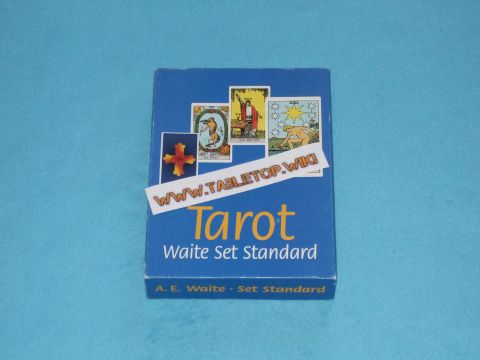 WWW.TABLETOP.WIKI
Tarot
Waite Set Standard
A. E. Waite · Set Standard